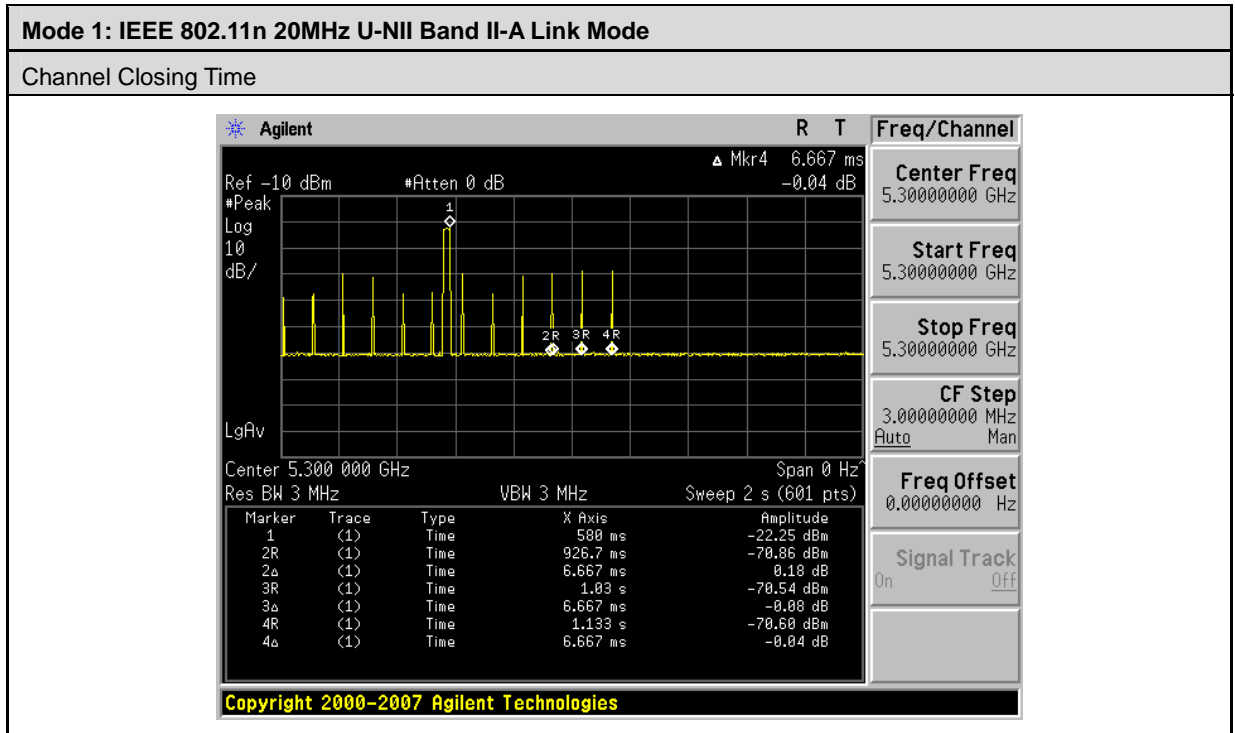 Mode 1: IEEE 802.11n 20MHz U-NII Band II-A Link Mode
Channel Closing Time
Agilent R T Freq/Channel
Δ Mkr4 6.667 ms
Ref -10 dBm #Atten 0 dB -0.04 dB
#Peak
Log
10
dB/
1
2R 3R 4R
LgAv
Center 5.300 000 GHz Span 0 Hz^
Res BW 3 MHz VBW 3 MHz Sweep 2 s (601 pts)
Marker Trace Type X Axis Amplitude
1 (1) Time 580 ms -22.25 dBm
2R (1) Time 926.7 ms -70.86 dBm
2Δ (1) Time 6.667 ms 0.18 dB
3R (1) Time 1.03 s -70.54 dBm
3Δ (1) Time 6.667 ms -0.08 dB
4R (1) Time 1.133 s -70.60 dBm
4Δ (1) Time 6.667 ms -0.04 dB
Center Freq
5.30000000 GHz
Start Freq
5.30000000 GHz
Stop Freq
5.30000000 GHz
CF Step
3.00000000 MHz
Auto Man
Freq Offset
0.00000000 Hz
Signal Track
On Off
Copyright 2000-2007 Agilent Technologies